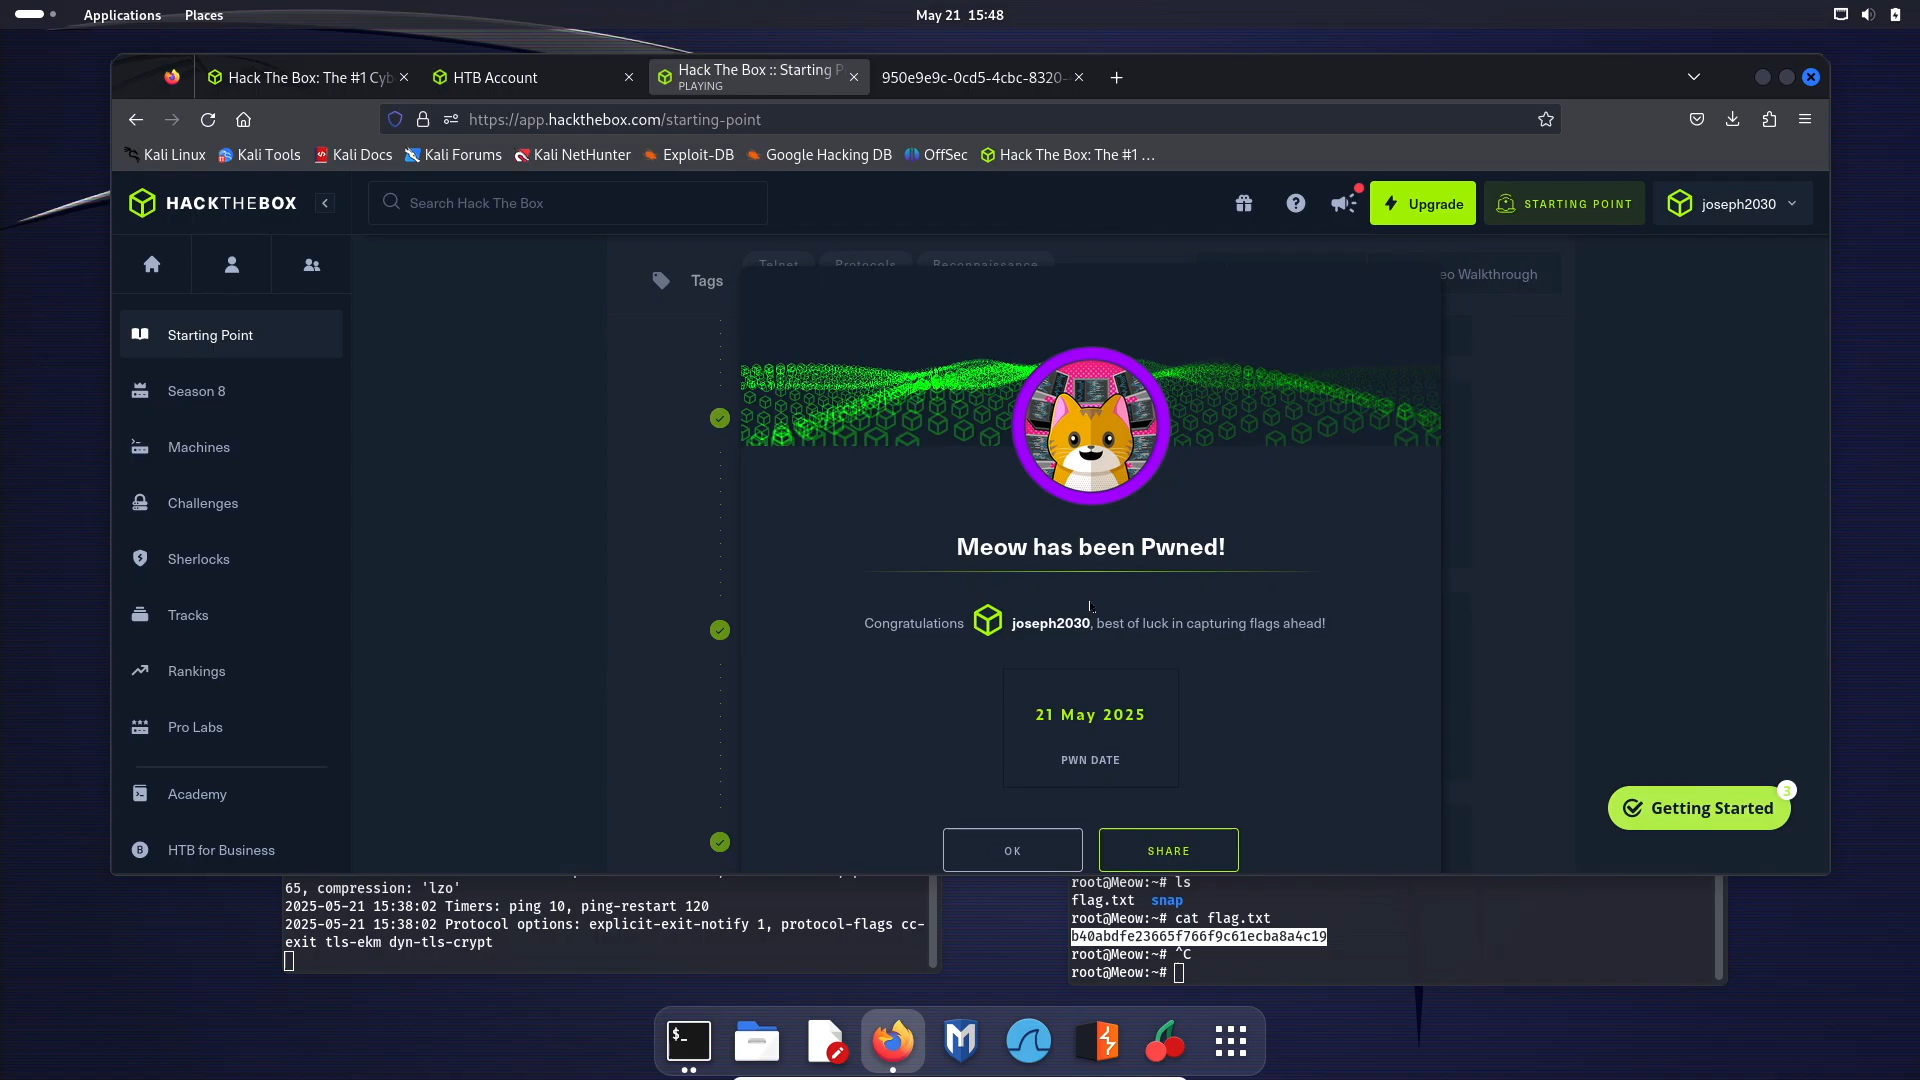 Applications Places May 21 15:48
Hack The Box: The #1 Cyb
HTB Account
Hack The Box :: Starting P
PLAYING
950e9e9c-0cd5-4cbc-8320-
https://app.hackthebox.com/starting-point
Kali Linux Kali Tools Kali Docs Kali Forums Kali NetHunter Exploit-DB Google Hacking DB OffSec Hack The Box: The #1 …
HACKTHEBOX
Search Hack The Box
Upgrade
STARTING POINT
joseph2030
Starting Point
Season 8
Machines
Challenges
Sherlocks
Tracks
Rankings
Pro Labs
Academy
B
HTB for Business
Tags
Telnet Protocols Reconnaissance
eo Walkthrough
Meow has been Pwned!
Congratulations joseph2030, best of luck in capturing flags ahead!
21 May 2025
PWN DATE
OK
SHARE
3
Getting Started
65, compression: 'lzo'
2025-05-21 15:38:02 Timers: ping 10, ping-restart 120
2025-05-21 15:38:02 Protocol options: explicit-exit-notify 1, protocol-flags cc-
exit tls-ekm dyn-tls-crypt
root@Meow:~# ls
flag.txt snap
root@Meow:~# cat flag.txt
b40abdfe23665f766f9c61ecba8a4c19
root@Meow:~# ^C
root@Meow:~#
$-